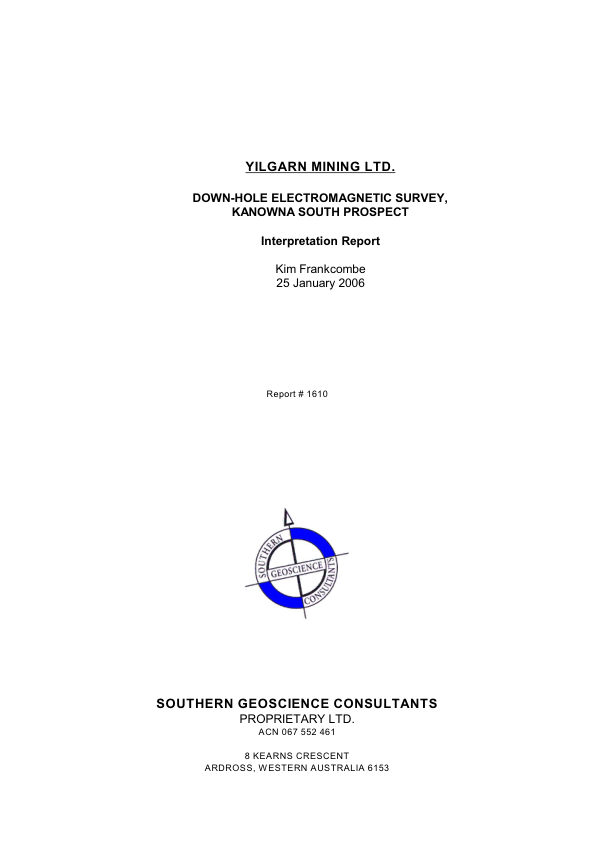 YILGARN MINING LTD.
DOWN-HOLE ELECTROMAGNETIC SURVEY,
KANOWNA SOUTH PROSPECT
Interpretation Report
Kim Frankcombe
25 January 2006
Report # 1610
SOUTHERN
GEOSCIENCE
CONSULTANTS
SOUTHERN GEOSCIENCE CONSULTANTS
PROPRIETARY LTD.
ACN 067 552 461
8 KEARNS CRESCENT
ARDROSS, WESTERN AUSTRALIA 6153